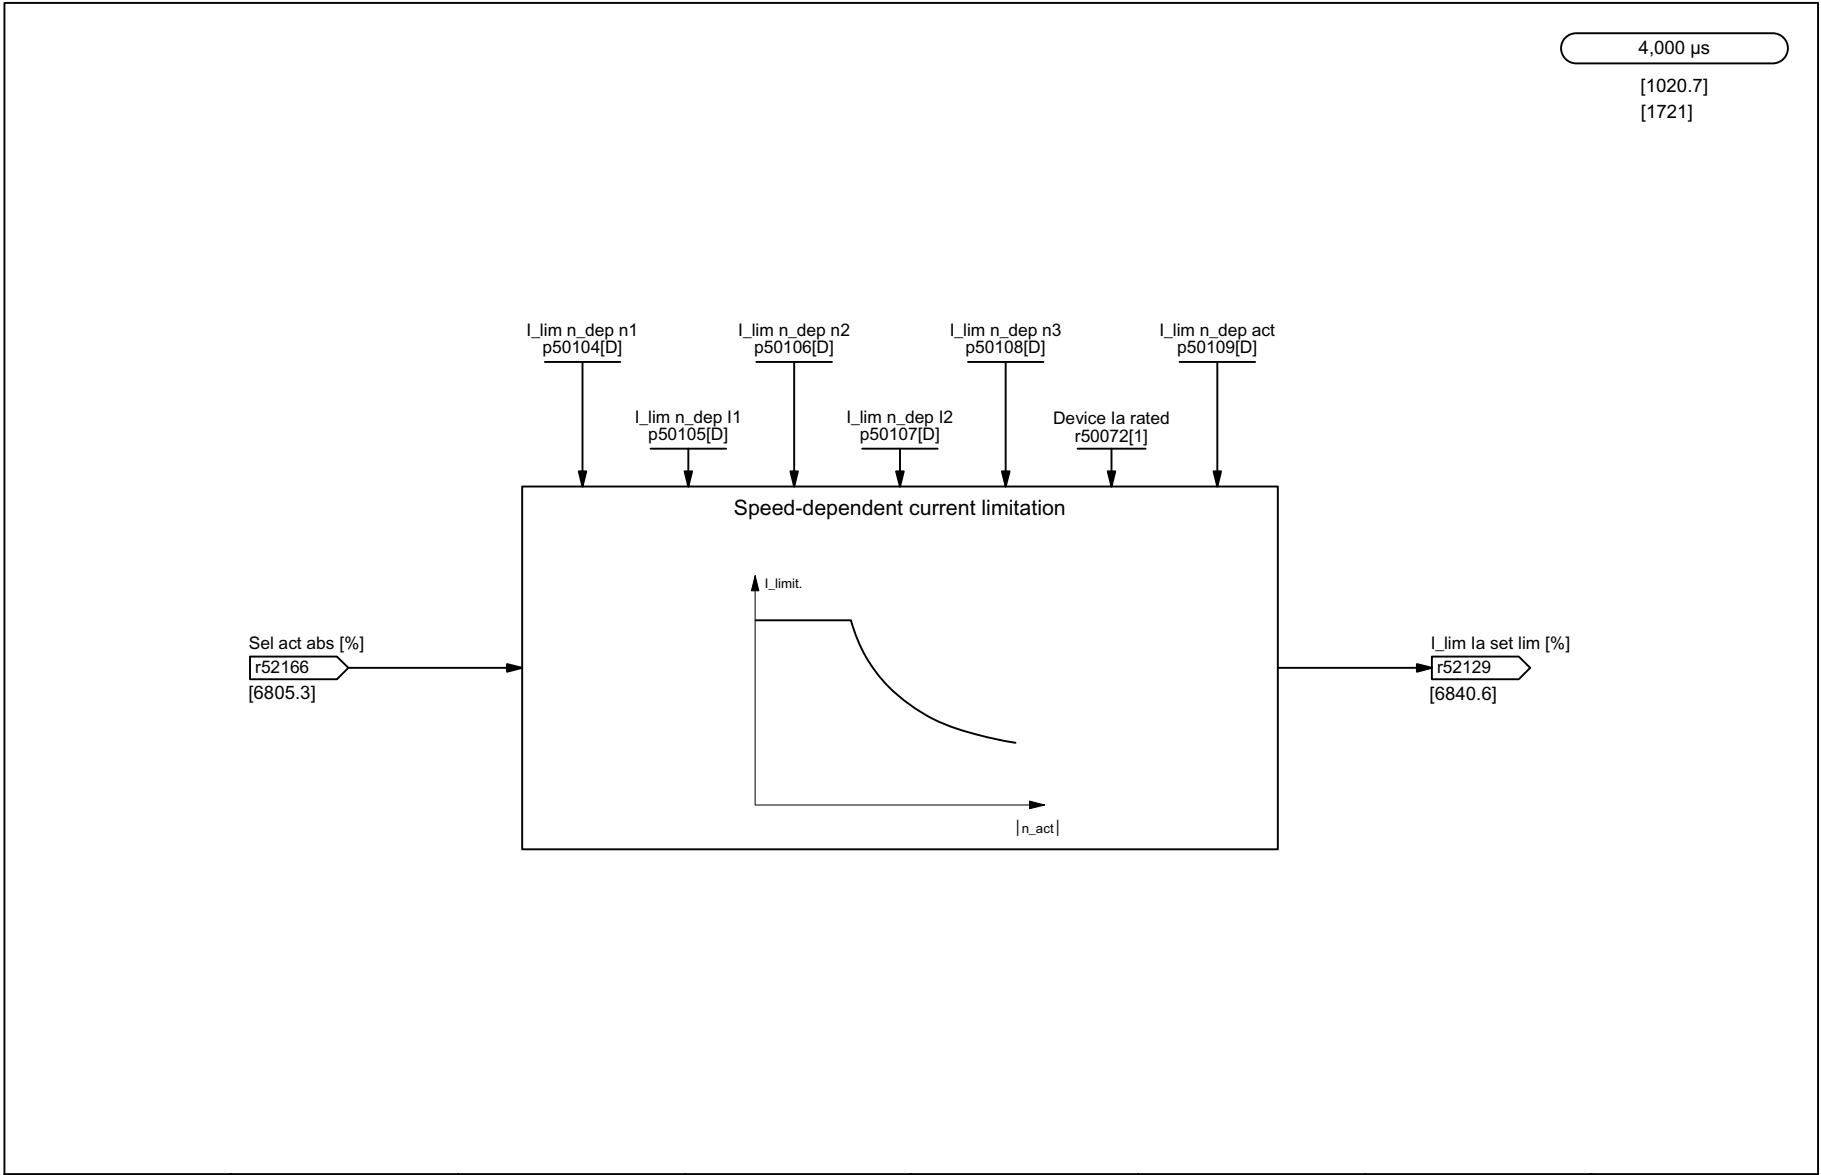 4,000 µs
[1020.7]
[1721]
I_lim n_dep n1
p50104[D]
I_lim n_dep n2
p50106[D]
I_lim n_dep n3
p50108[D]
I_lim n_dep act
p50109[D]
I_lim n_dep I1
p50105[D]
I_lim n_dep I2
p50107[D]
Device Ia rated
r50072[1]
Speed-dependent current limitation
I_limit.
Sel act abs [%]
r52166
[6805.3]
I_lim Ia set lim [%]
r52129
[6840.6]
|n_act|